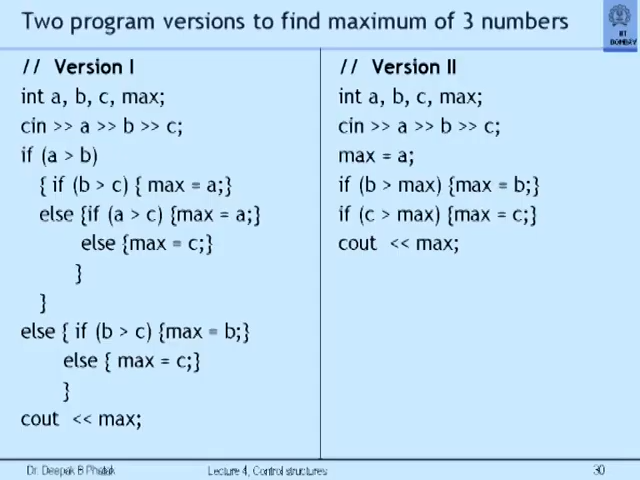 Two program versions to find maximum of 3 numbers
IIT
BOMBAY
// Version I
int a, b, c, max;
cin >> a >> b >> c;
if (a > b)
{ if (b > c) { max = a;}
else {if (a > c) {max = a;}
else {max = c;}
}
}
else { if (b > c) {max = b;}
else { max = c;}
}
cout << max;
// Version II
int a, b, c, max;
cin >> a >> b >> c;
max = a;
if (b > max) {max = b;}
if (c > max) {max = c;}
cout << max;
Dr. Deepak B Phatak
Lecture 4, Control structures
30